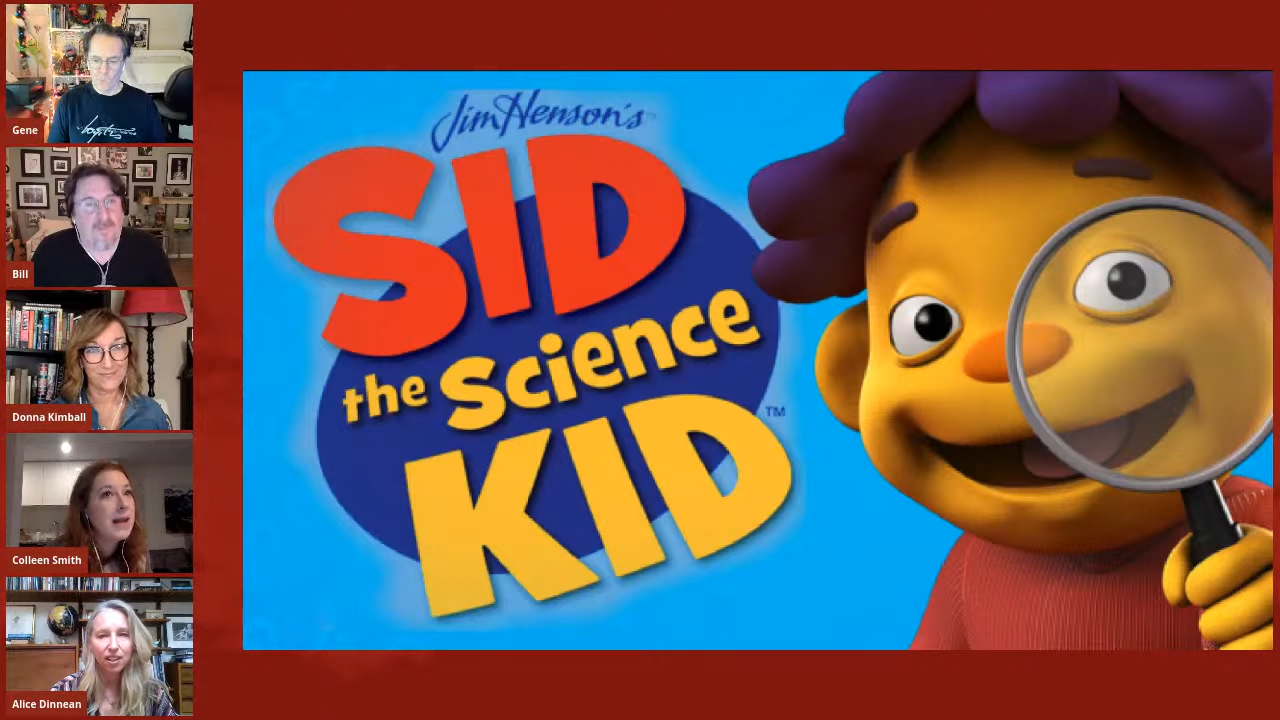 Gene
Bill
Donna Kimball
Colleen Smith
Alice Dinnean
Jim Henson's
SID
the Science
KID
TM